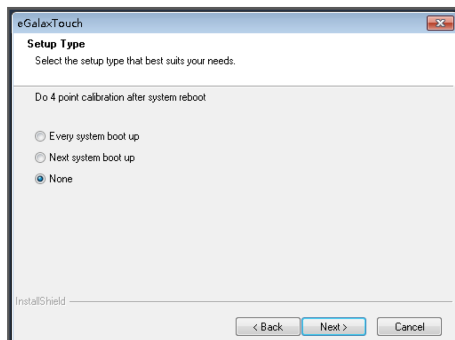 eGalaxTouch
Setup Type
Select the setup type that best suits your needs.
Do 4 point calibration after system reboot
Every system boot up
Next system boot up
None
InstallShield
< Back
Next >
Cancel